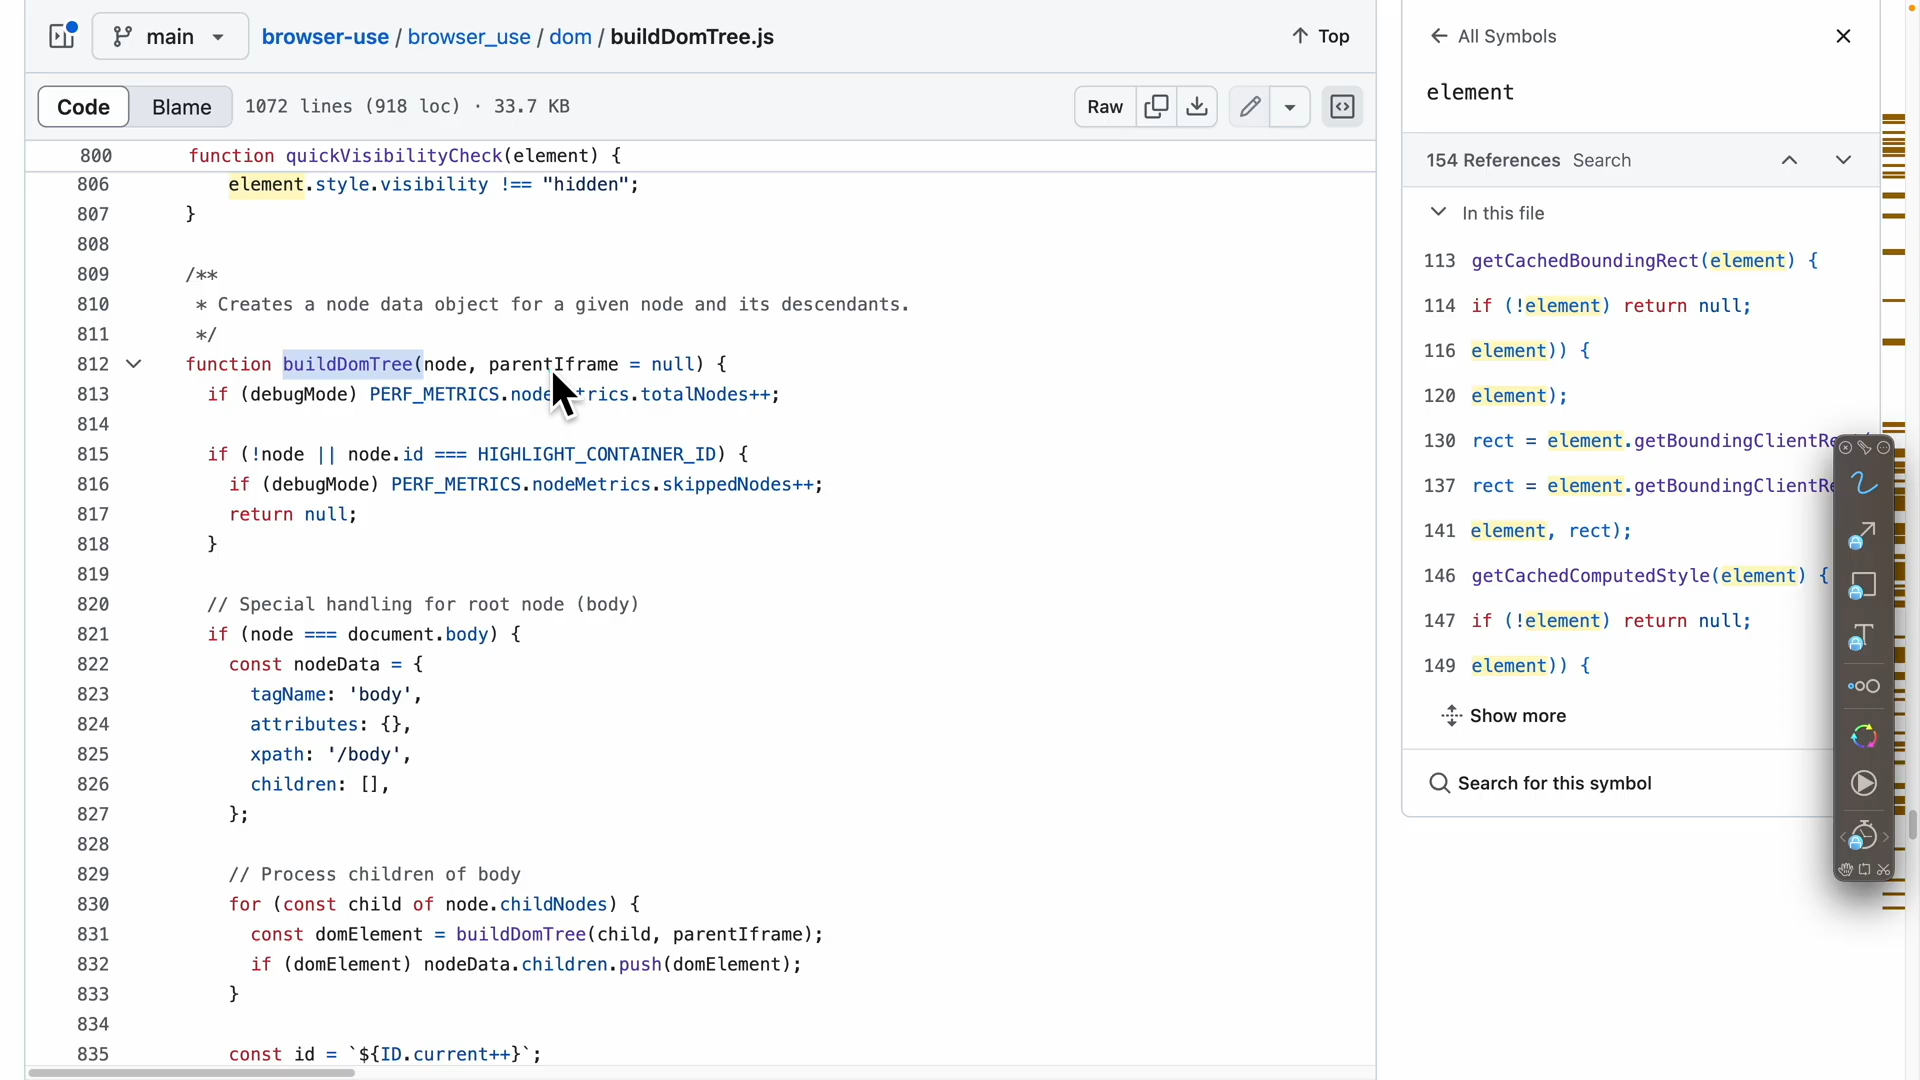 main
browser-use / browser_use / dom / buildDomTree.js
Top
Code
Blame
1072 lines (918 loc) · 33.7 KB
Raw
800 function quickVisibilityCheck(element) {
806 element.style.visibility !== "hidden";
807 }
808
809 /**
810 * Creates a node data object for a given node and its descendants.
811 */
812 function buildDomTree(node, parentIframe = null) {
813 if (debugMode) PERF_METRICS.node trics.totalNodes++;
814
815 if (!node || node.id === HIGHLIGHT_CONTAINER_ID) {
816 if (debugMode) PERF_METRICS.nodeMetrics.skippedNodes++;
817 return null;
818 }
819
820 // Special handling for root node (body)
821 if (node === document.body) {
822 const nodeData = {
823 tagName: 'body',
824 attributes: {},
825 xpath: '/body',
826 children: [],
827 };
828
829 // Process children of body
830 for (const child of node.childNodes) {
831 const domElement = buildDomTree(child, parentIframe);
832 if (domElement) nodeData.children.push(domElement);
833 }
834
835 const id = `${ID.current++}`;
All Symbols
element
154 References Search
In this file
113 getCachedBoundingRect(element) {
114 if (!element) return null;
116 element)) {
120 element);
130 rect = element.getBoundingClientRe
137 rect = element.getBoundingClientRe
141 element, rect);
146 getCachedComputedStyle(element) {
147 if (!element) return null;
149 element)) {
Show more
Search for this symbol